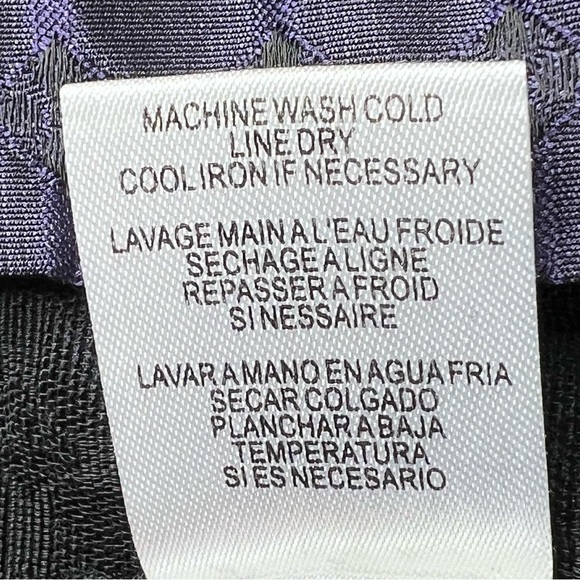 MACHINE WASH COLD
LINE DRY
COOL IRON IF NECESSARY
LAVAGE MAIN A L'EAU FROIDE
SECHAGE A LIGNE
REPASSER A FROID
SI NESSAIRE
LAVAR A MANO EN AGUA FRIA
SECAR COLGADO
PLANCHAR A BAJA
TEMPERATURA
SI ES NECESARIO